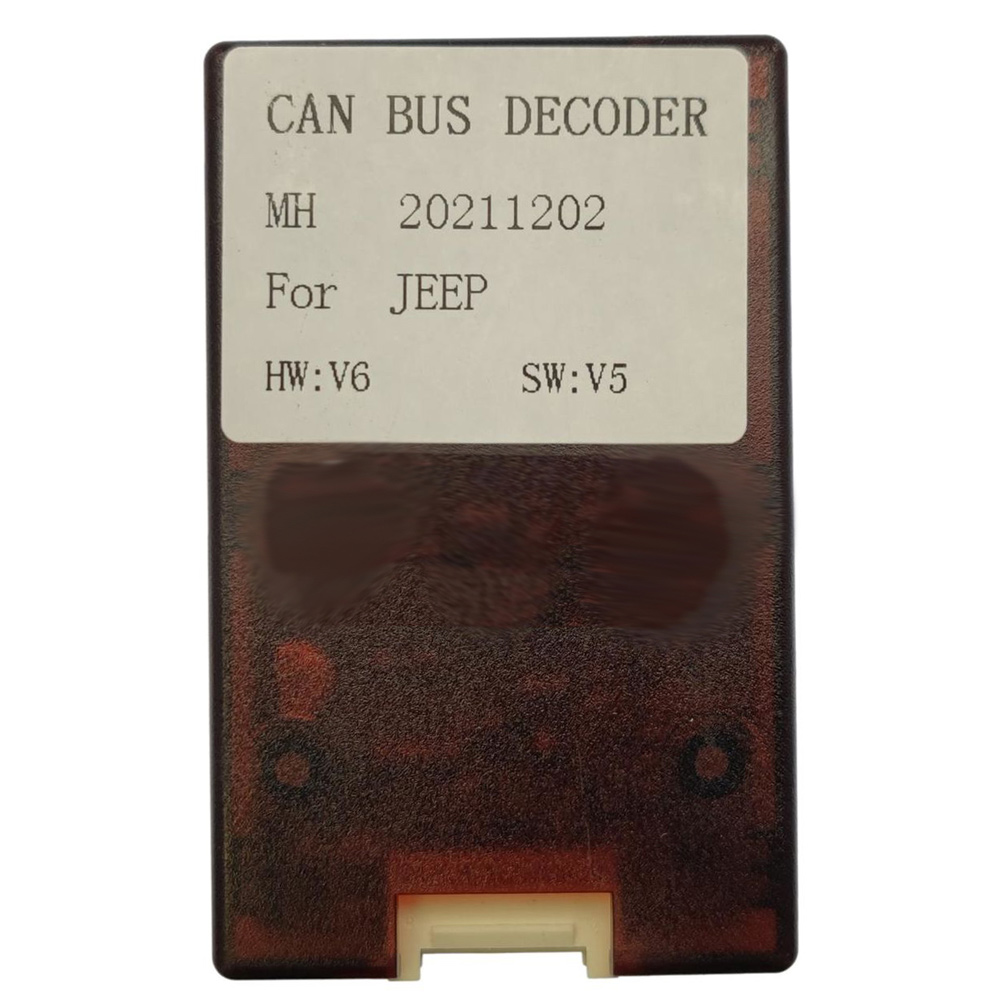 CAN BUS DECODER
MH 20211202
For JEEP
HW:V6 SW:V5